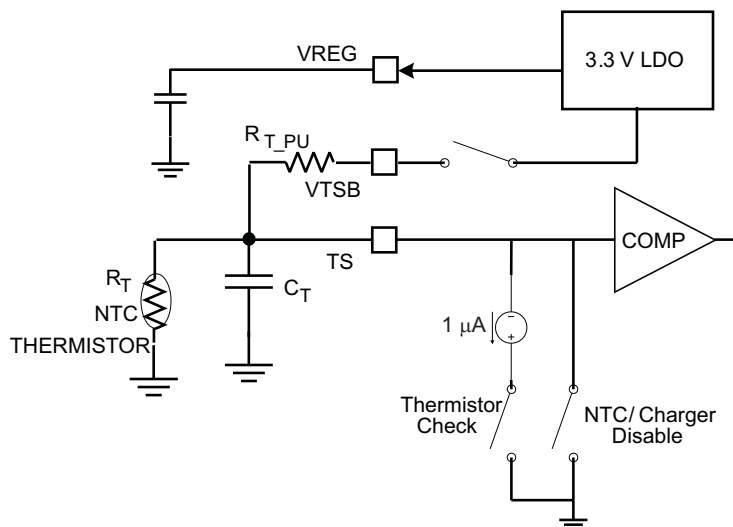 VREG
3.3 V LDO
R T_PU
VTSB
COMP
TS
RT
NTC
THERMISTOR
CT
1 μA
Thermistor
Check
NTC/ Charger
Disable